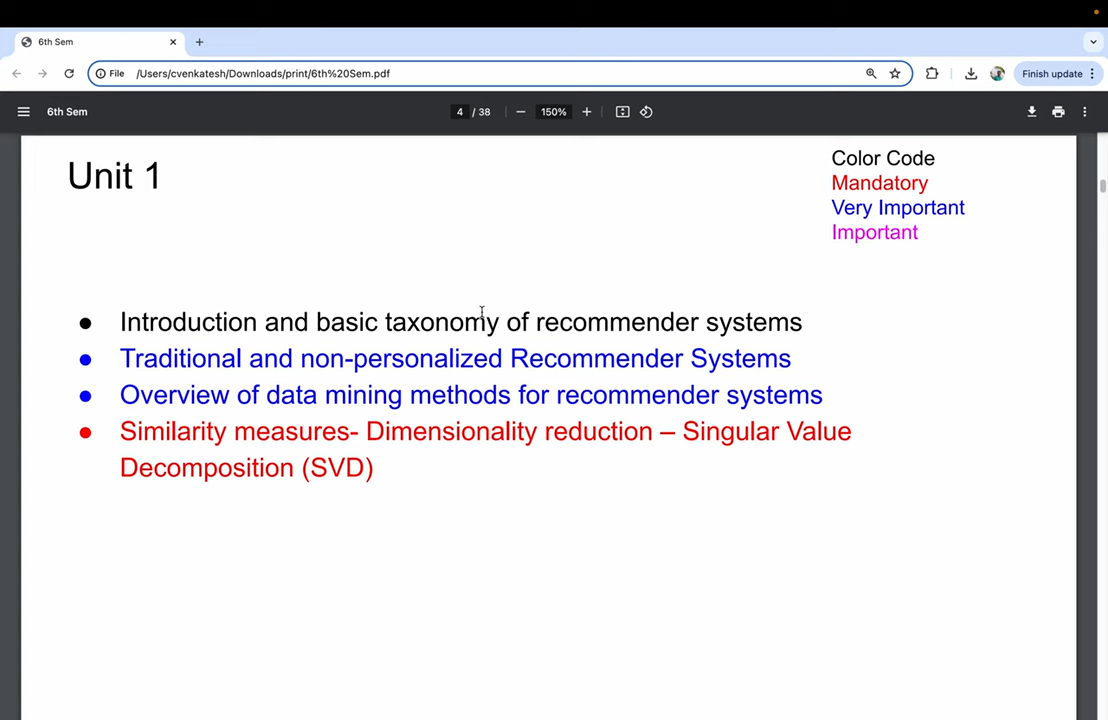 6th Sem
File
/Users/cvenkatesh/Downloads/print/6th%20Sem.pdf
Finish update
6th Sem
4 / 38
150%
Unit 1
Color Code
Mandatory
Very Important
Important
● Introduction and basic taxonomy of recommender systems
● Traditional and non-personalized Recommender Systems
● Overview of data mining methods for recommender systems
● Similarity measures- Dimensionality reduction – Singular Value
Decomposition (SVD)